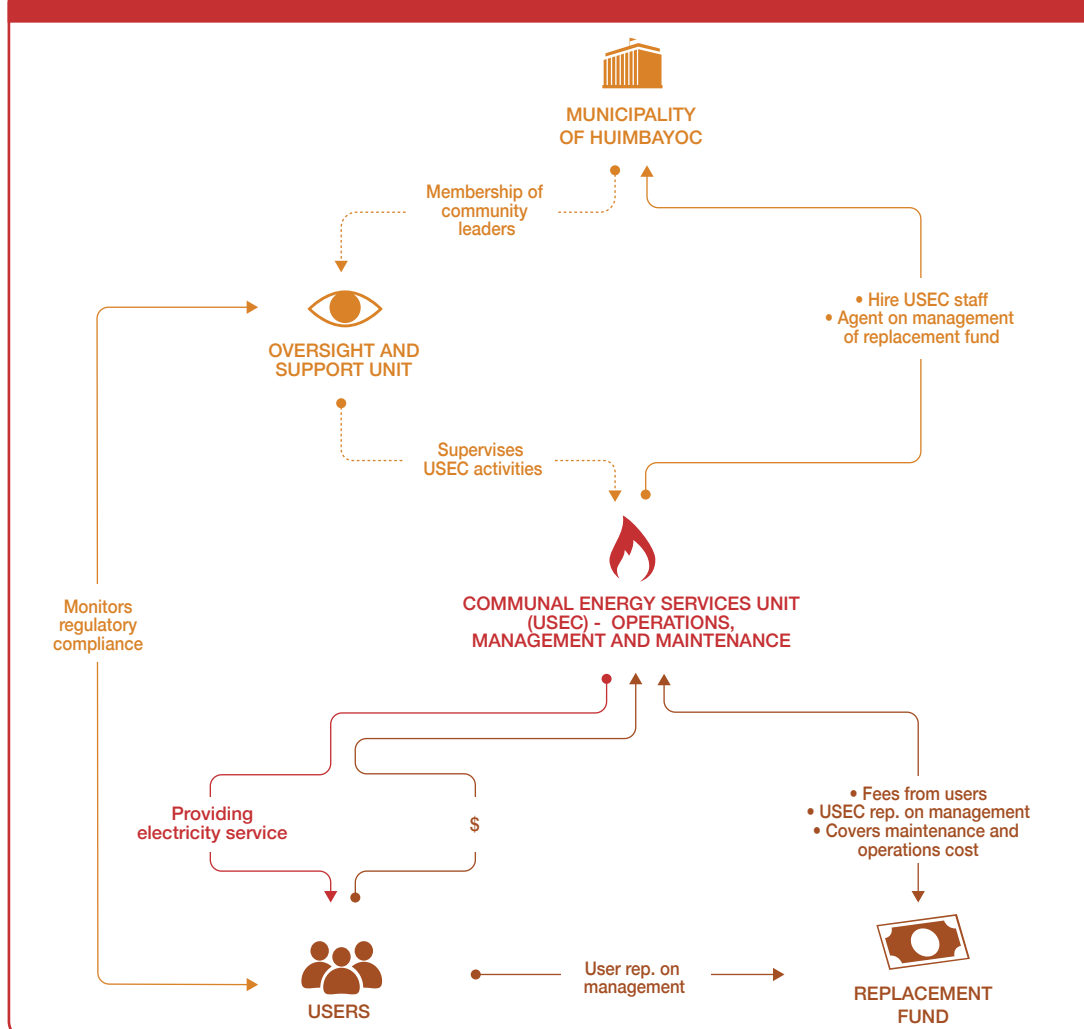 MUNICIPALITY
OF HUIMBAYOC
Membership of
community
leaders
• Hire USEC staff
• Agent on management
of replacement fund
OVERSIGHT AND
SUPPORT UNIT
Supervises
USEC activities
Monitors
regulatory
compliance
COMMUNAL ENERGY SERVICES UNIT
(USEC) - OPERATIONS,
MANAGEMENT AND MAINTENANCE
Providing
electricity service
$
• Fees from users
• USEC rep. on management
• Covers maintenance and
operations cost
USERS
User rep. on
management
REPLACEMENT
FUND